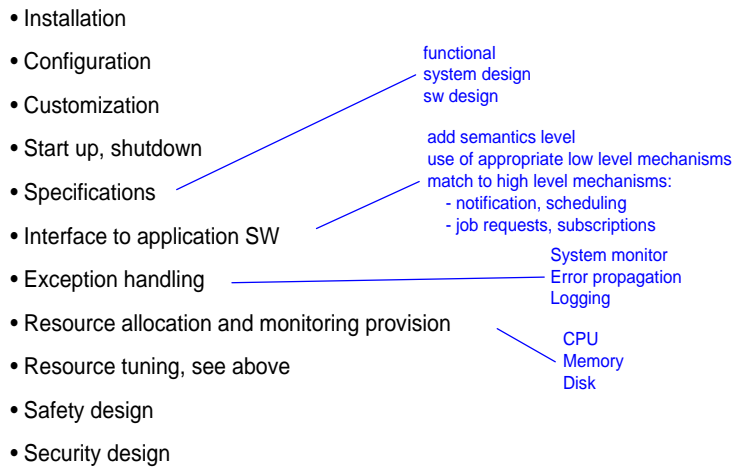 • Installation
• Configuration
• Customization
• Start up, shutdown
• Specifications
functional
system design
sw design
• Interface to application SW
add semantics level
use of appropriate low level mechanisms
match to high level mechanisms:
- notification, scheduling
- job requests, subscriptions
• Exception handling
System monitor
Error propagation
Logging
• Resource allocation and monitoring provision
CPU
Memory
Disk
• Resource tuning, see above
• Safety design
• Security design